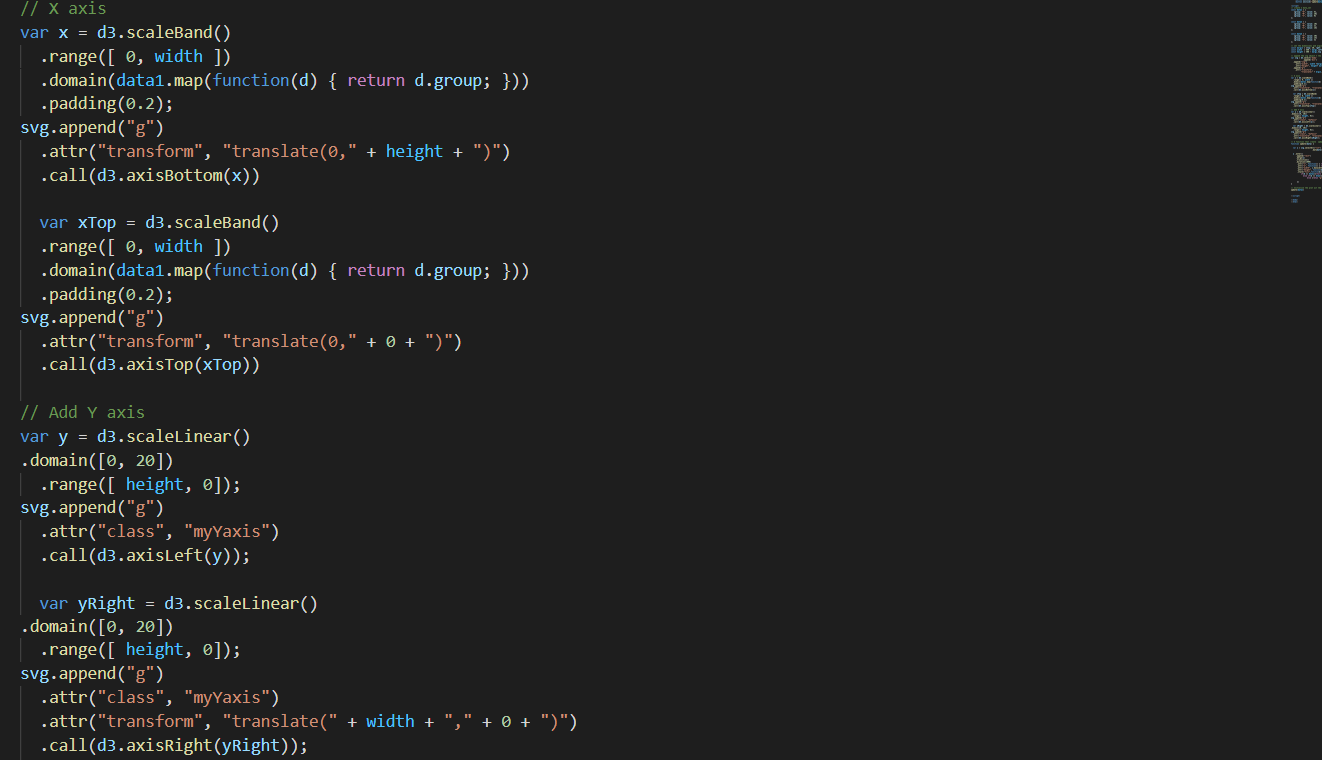 // X axis
var x = d3.scaleBand()
  .range([ 0, width ])
  .domain(data1.map(function(d) { return d.group; }))
  .padding(0.2);
svg.append("g")
  .attr("transform", "translate(0," + height + ")")
  .call(d3.axisBottom(x))

  var xTop = d3.scaleBand()
  .range([ 0, width ])
  .domain(data1.map(function(d) { return d.group; }))
  .padding(0.2);
svg.append("g")
  .attr("transform", "translate(0," + 0 + ")")
  .call(d3.axisTop(xTop))

// Add Y axis
var y = d3.scaleLinear()
.domain([0, 20])
  .range([ height, 0]);
svg.append("g")
  .attr("class", "myYaxis")
  .call(d3.axisLeft(y));

  var yRight = d3.scaleLinear()
.domain([0, 20])
  .range([ height, 0]);
svg.append("g")
  .attr("class", "myYaxis")
  .attr("transform", "translate(" + width + "," + 0 + ")")
  .call(d3.axisRight(yRight));